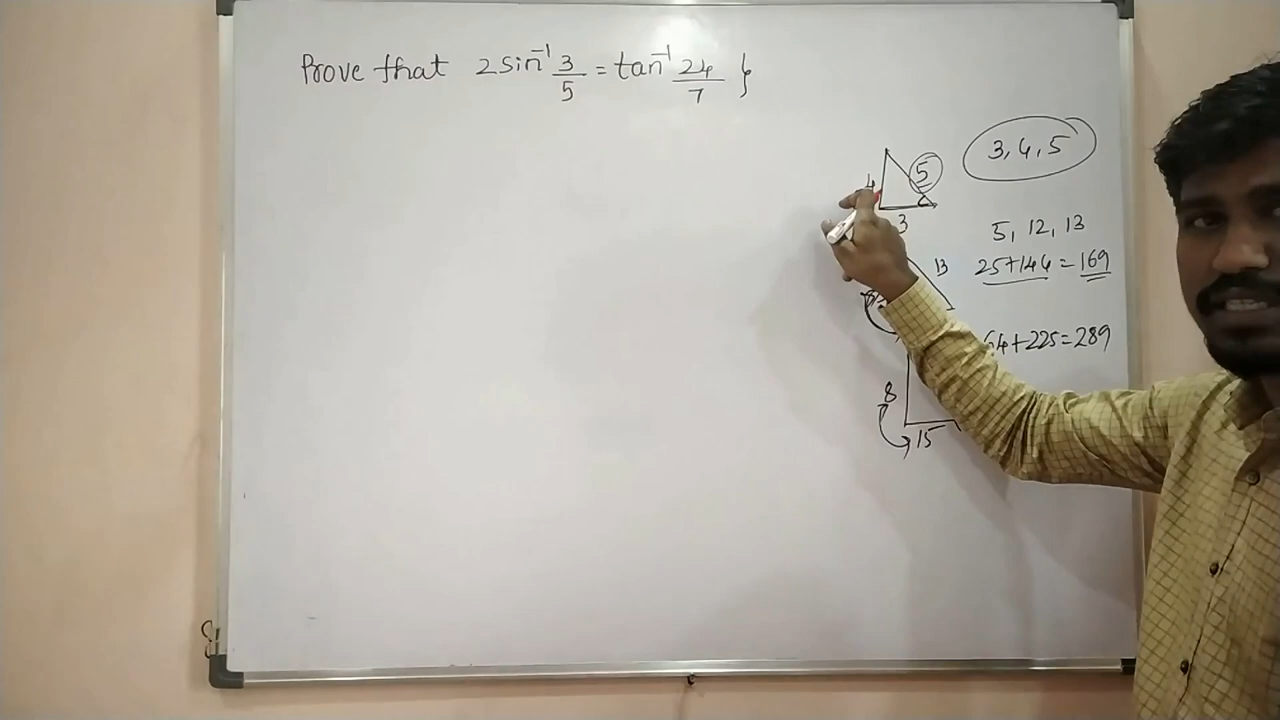 Prove that 2sin⁻¹ 3/5 = tan⁻¹ 24/7 }
3, 4, 5
5
4
3
5, 12, 13
13
25+144 = 169
64+225=289
8
15